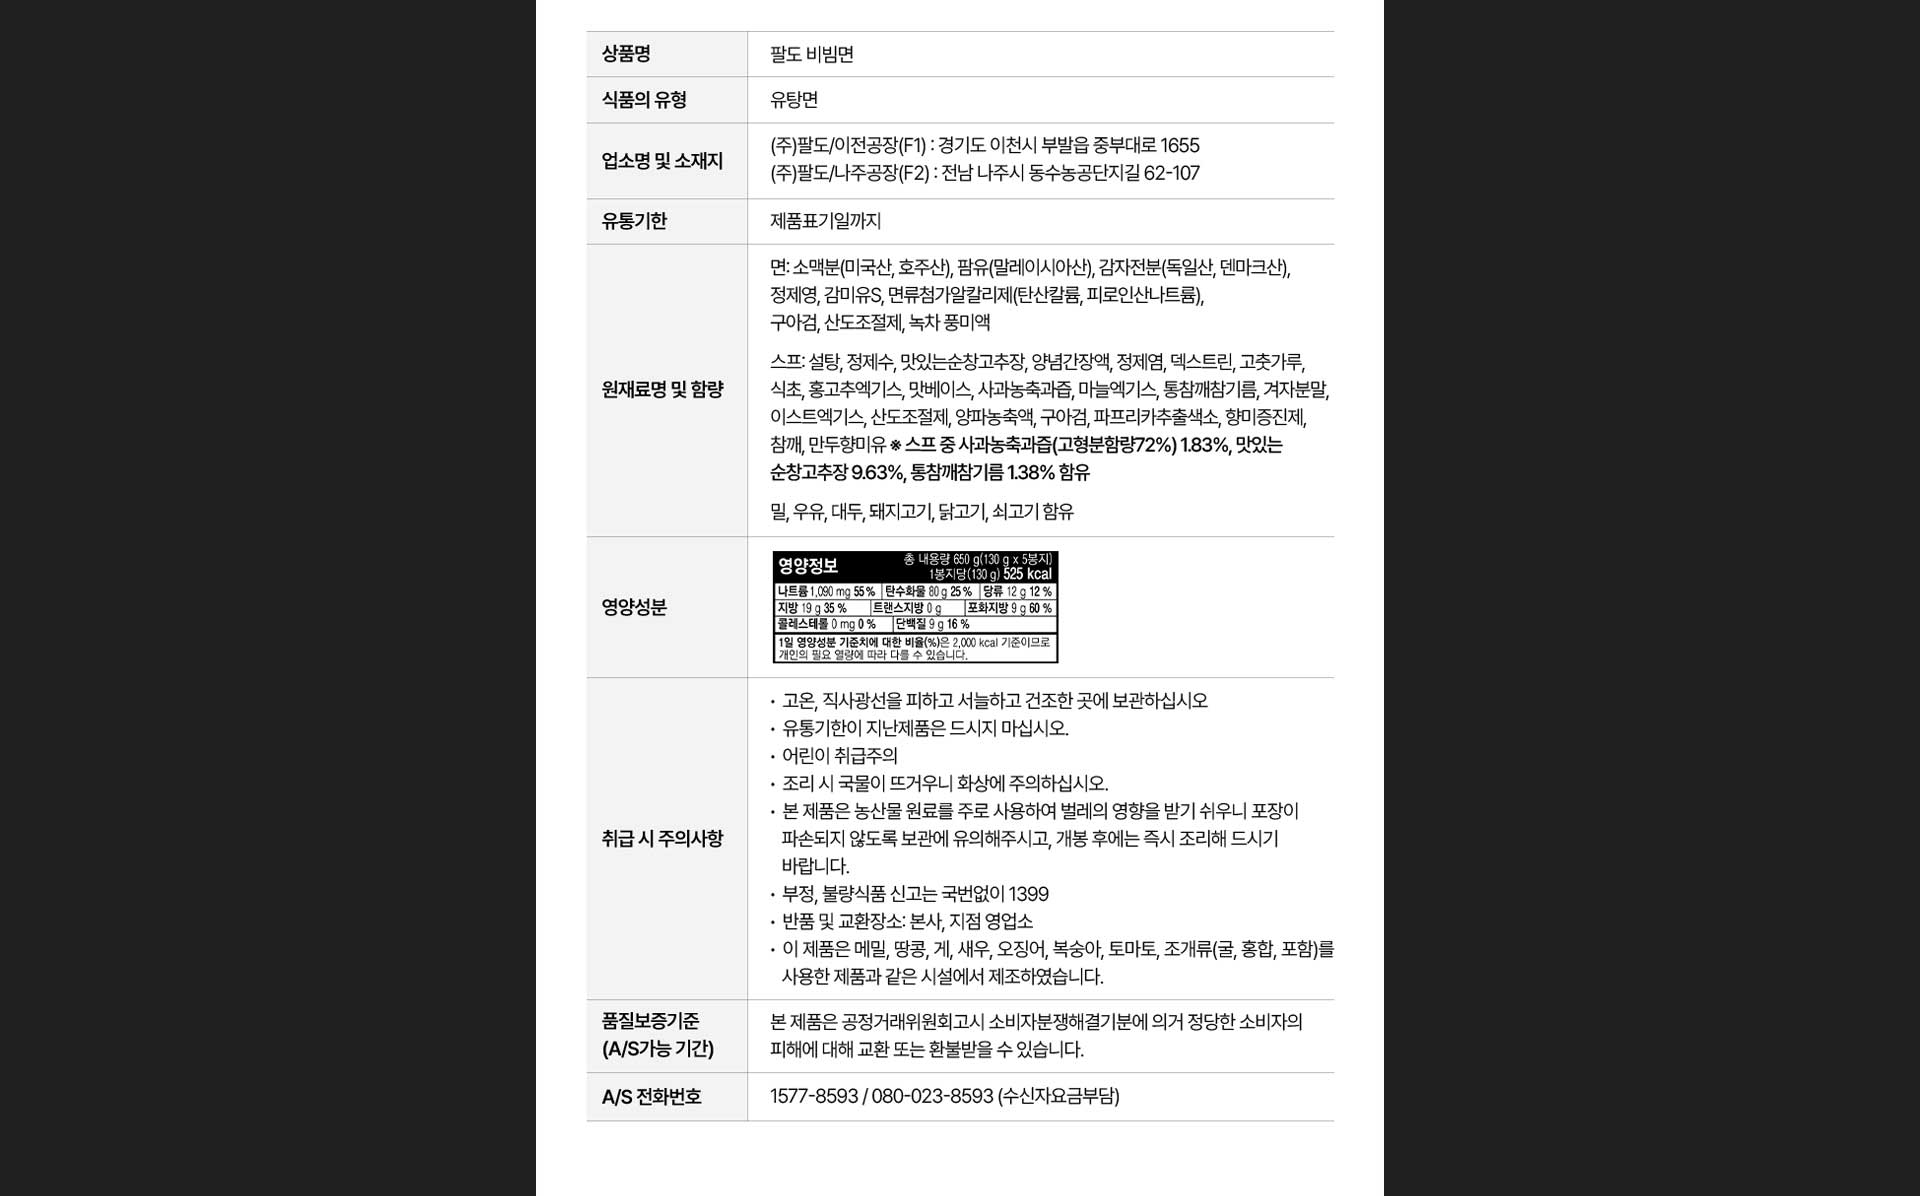 상품명
팔도 비빔면
식품의 유형
유탕면
업소명 및 소재지
(주)팔도/이전공장(F1) : 경기도 이천시 부발읍 중부대로 1655
(주)팔도/나주공장(F2) : 전남 나주시 동수농공단지길 62-107
유통기한
제품표기일까지
원재료명 및 함량
면: 소맥분(미국산, 호주산), 팜유(말레이시아산), 감자전분(독일산, 덴마크산),
정제영, 감미유S, 면류첨가알칼리제(탄산칼륨, 피로인산나트륨),
구아검, 산도조절제, 녹차 풍미액
스프: 설탕, 정제수, 맛있는순창고추장, 양념간장액, 정제염, 덱스트린, 고춧가루,
식초, 홍고추엑기스, 맛베이스, 사과농축과즙, 마늘엑기스, 통참깨참기름, 겨자분말,
이스트엑기스, 산도조절제, 양파농축액, 구아검, 파프리카추출색소, 향미증진제,
참깨, 만두향미유 ※ 스프 중 사과농축과즙(고형분함량72%) 1.83%, 맛있는
순창고추장 9.63%, 통참깨참기름 1.38% 함유
밀, 우유, 대두, 돼지고기, 닭고기, 쇠고기 함유
영양성분
영양정보
총 내용량 650 g(130 g x 5봉지)
1봉지당(130 g) 525 kcal
나트륨 1,090 mg 55 % 탄수화물 80 g 25 % 당류 12 g 12 %
지방 19 g 35 % 트랜스지방 0 g 포화지방 9 g 60 %
콜레스테롤 0 mg 0 % 단백질 9 g 16 %
1일 영양성분 기준치에 대한 비율(%)은 2,000 kcal 기준이므로
개인의 필요 열량에 따라 다를 수 있습니다.
취급 시 주의사항
· 고온, 직사광선을 피하고 서늘하고 건조한 곳에 보관하십시오
· 유통기한이 지난제품은 드시지 마십시오.
· 어린이 취급주의
· 조리 시 국물이 뜨거우니 화상에 주의하십시오.
· 본 제품은 농산물 원료를 주로 사용하여 벌레의 영향을 받기 쉬우니 포장이
파손되지 않도록 보관에 유의해주시고, 개봉 후에는 즉시 조리해 드시기
바랍니다.
· 부정, 불량식품 신고는 국번없이 1399
· 반품 및 교환장소: 본사, 지점 영업소
· 이 제품은 메밀, 땅콩, 게, 새우, 오징어, 복숭아, 토마토, 조개류(굴, 홍합, 포함)를
사용한 제품과 같은 시설에서 제조하였습니다.
품질보증기준
(A/S가능 기간)
본 제품은 공정거래위원회고시 소비자분쟁해결기분에 의거 정당한 소비자의
피해에 대해 교환 또는 환불받을 수 있습니다.
A/S 전화번호
1577-8593 / 080-023-8593 (수신자요금부담)